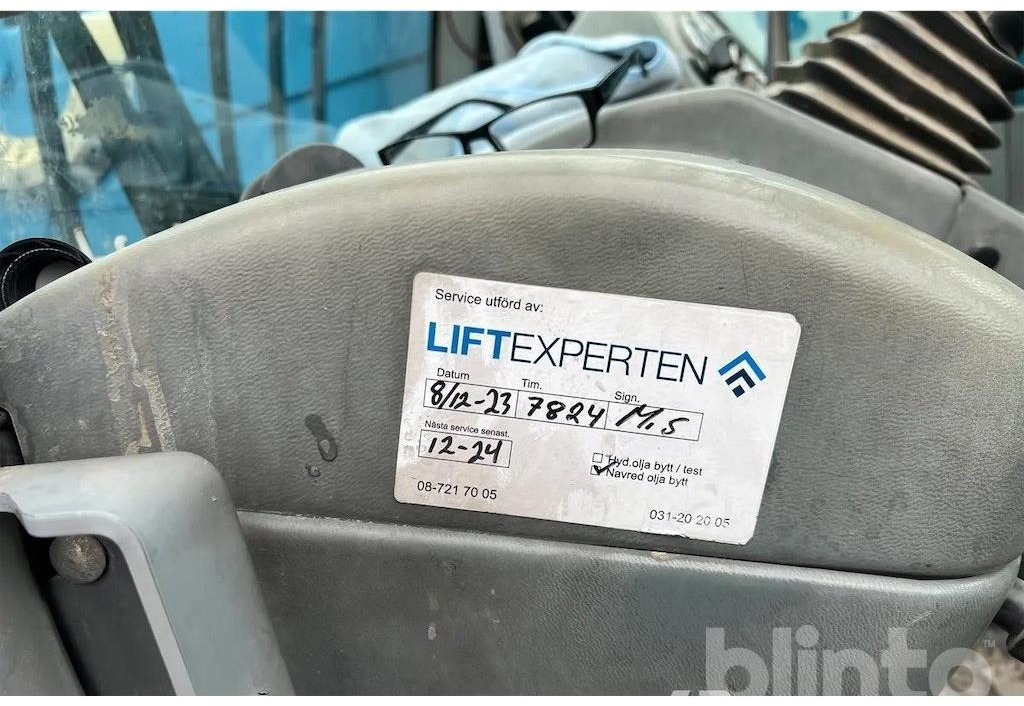 Service utförd av:
LIFTEXPERTEN
Datum Tim. Sign.
8/12-23 7824 M.S
Nästa service senast.
12-24
Hyd.olja bytt / test
Navred olja bytt
08-721 70 05
031-20 20 05
blinto™